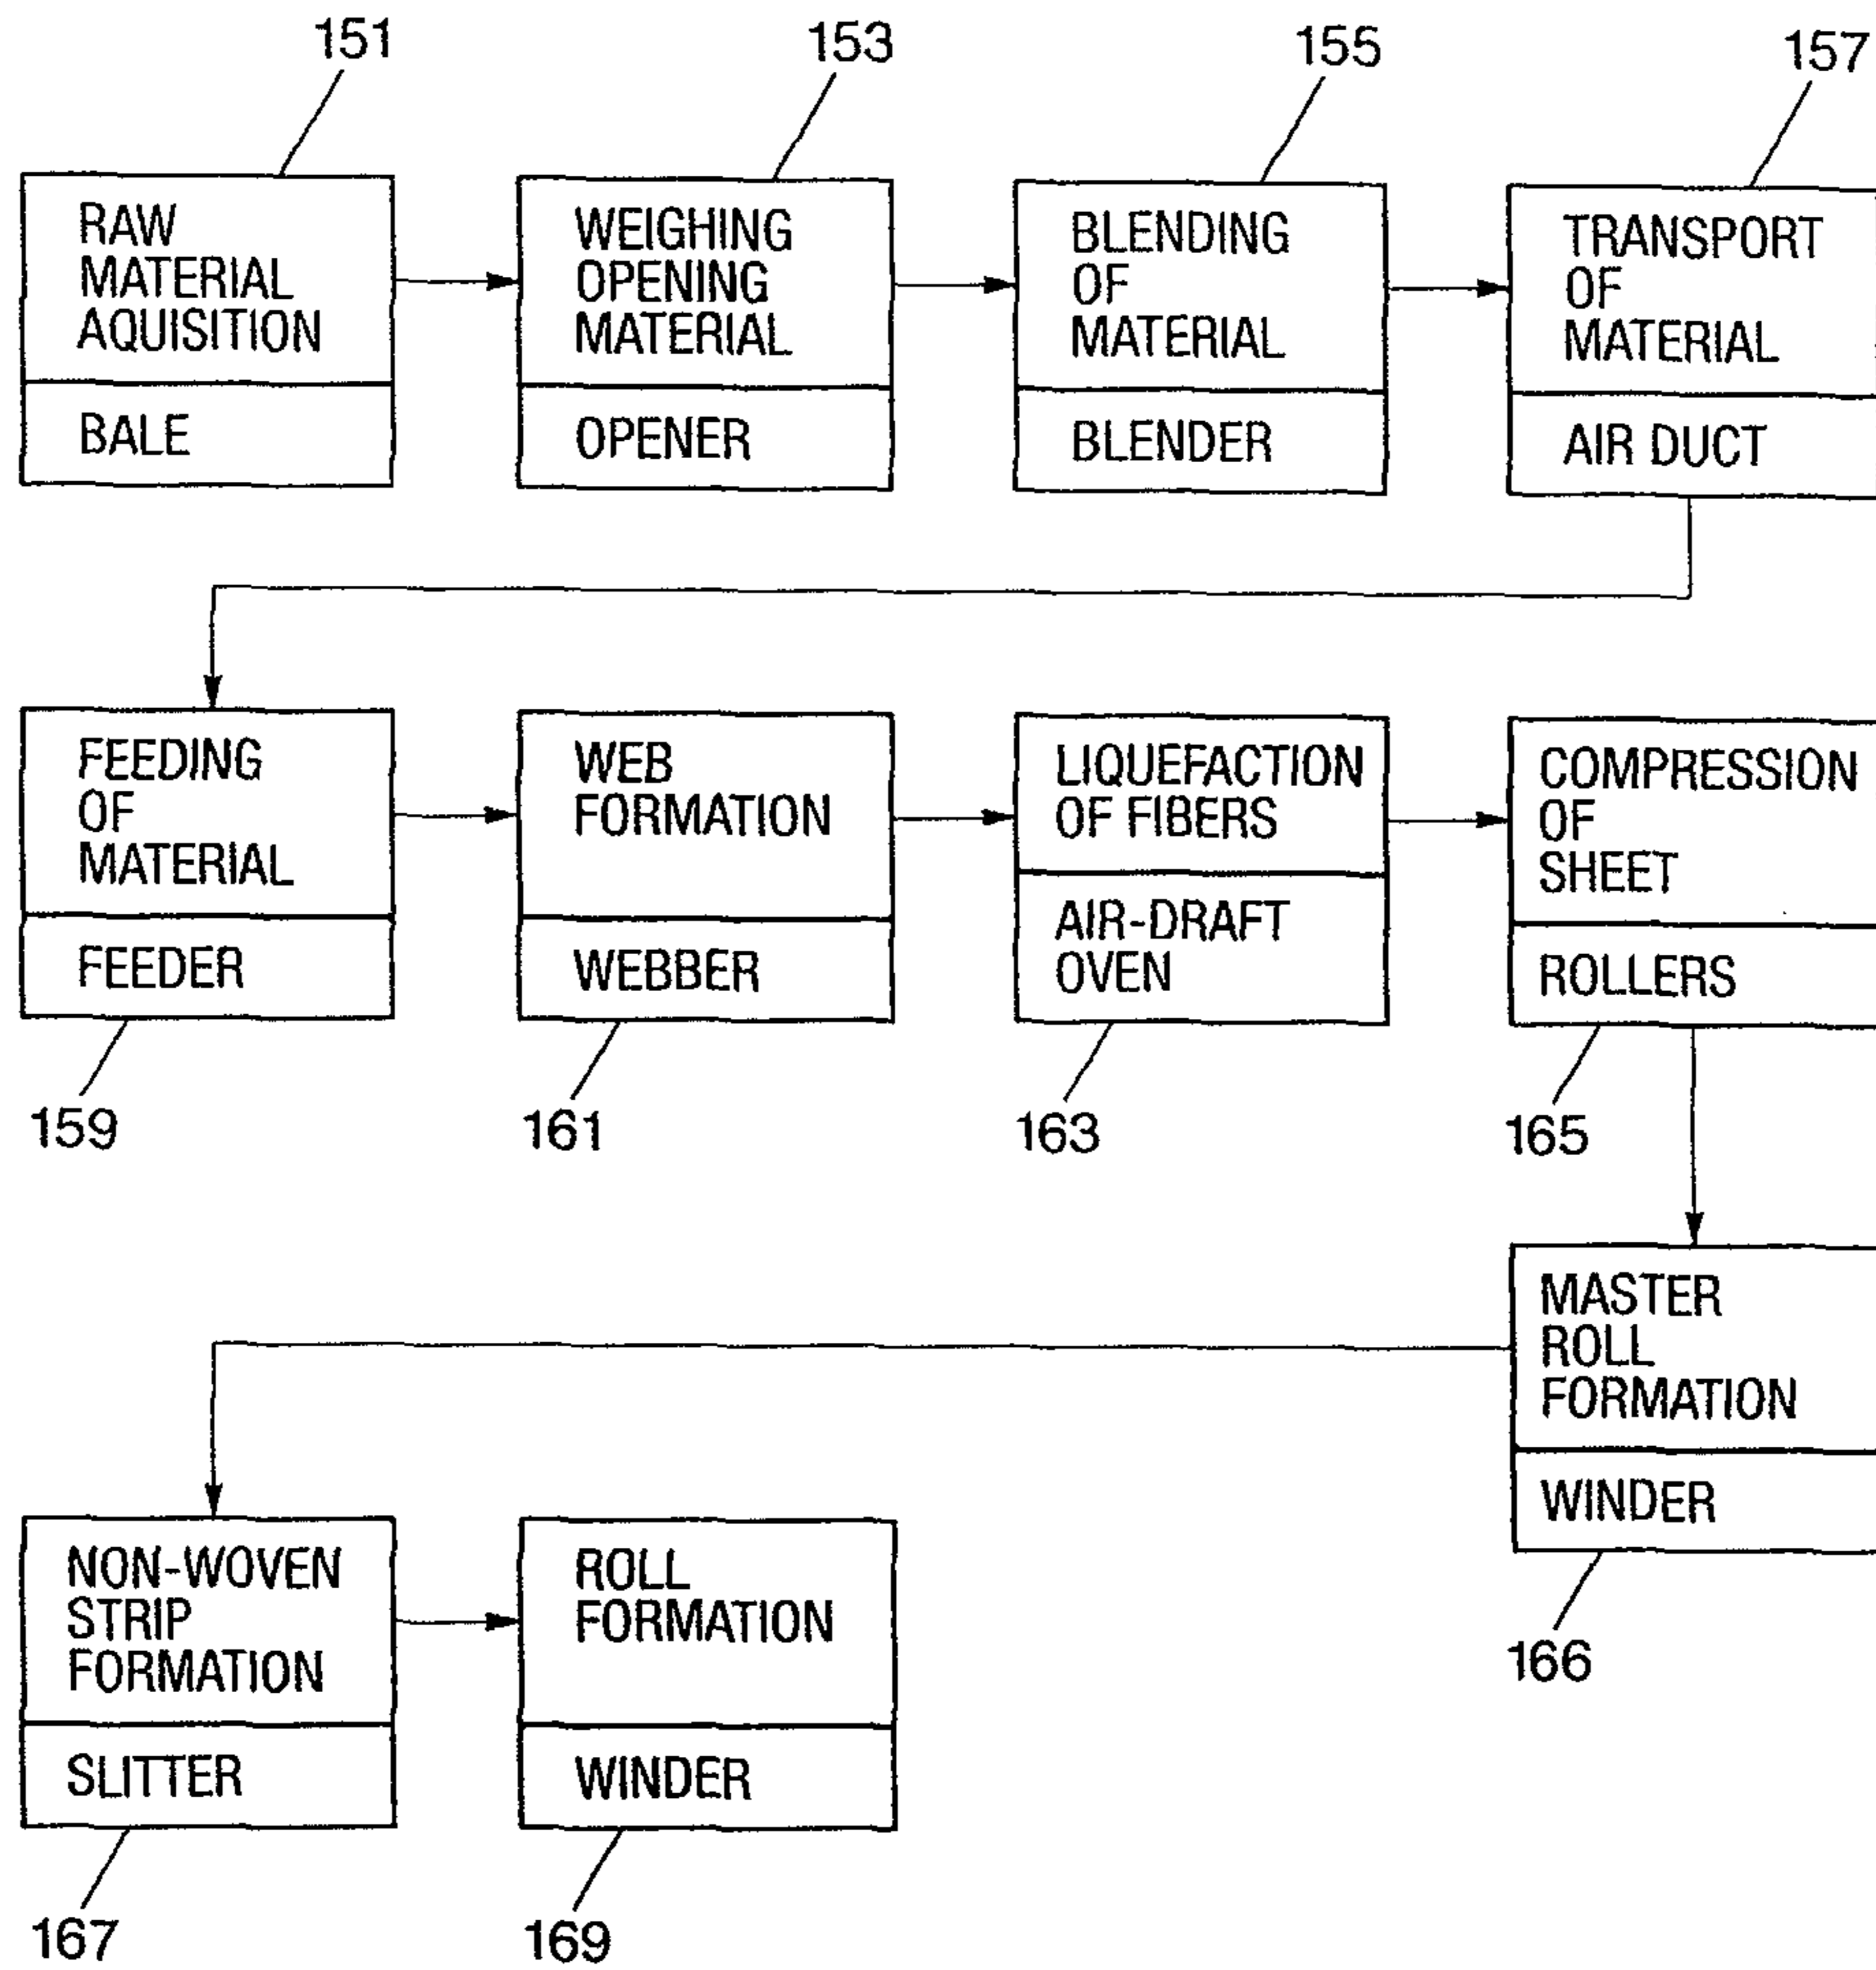 151
153
155
157
RAW
MATERIAL
AQUISITION
BALE
WEIGHING
OPENING
MATERIAL
OPENER
BLENDING
OF
MATERIAL
BLENDER
TRANSPORT
OF
MATERIAL
AIR DUCT
FEEDING
OF
MATERIAL
FEEDER
WEB
FORMATION
WEBBER
LIQUEFACTION
OF FIBERS
AIR-DRAFT
OVEN
COMPRESSION
OF
SHEET
ROLLERS
159
161
163
165
MASTER
ROLL
FORMATION
WINDER
166
NON-WOVEN
STRIP
FORMATION
SLITTER
ROLL
FORMATION
WINDER
167
169